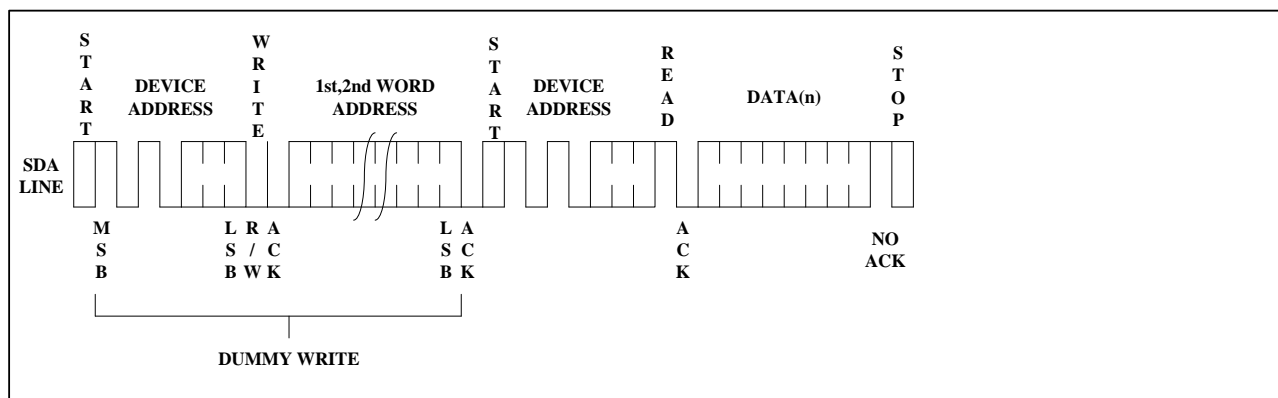 START
WRITE
START
READ
STOP
DEVICE
ADDRESS
1st,2nd WORD
ADDRESS
DEVICE
ADDRESS
DATA(n)
SDA
LINE
MSB
LSB
R/W
ACK
LSB
ACK
ACK
NO
ACK
DUMMY WRITE